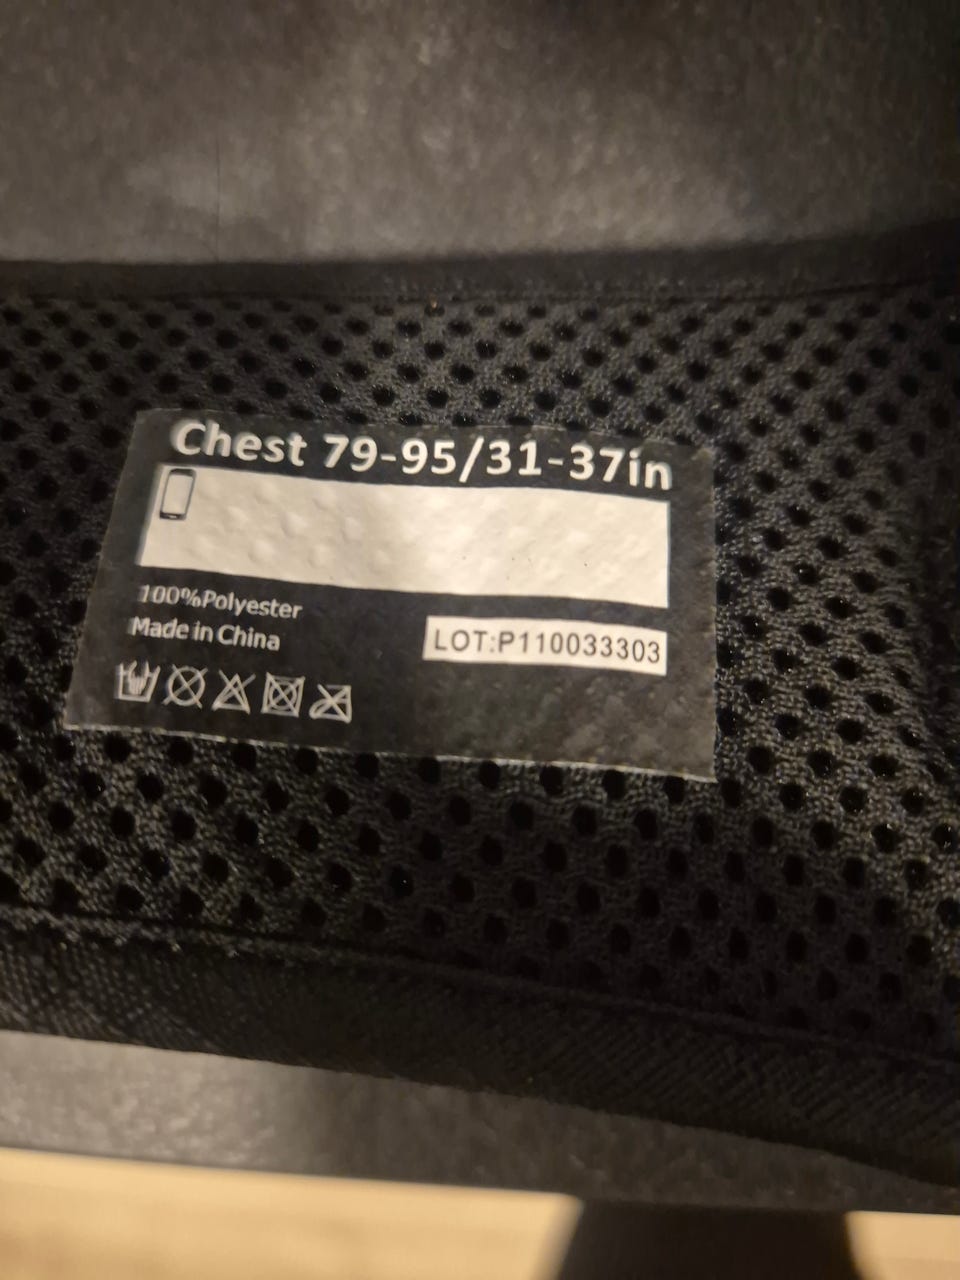 Chest 79-95/31-37in
100%Polyester
Made in China
LOT:P110033303